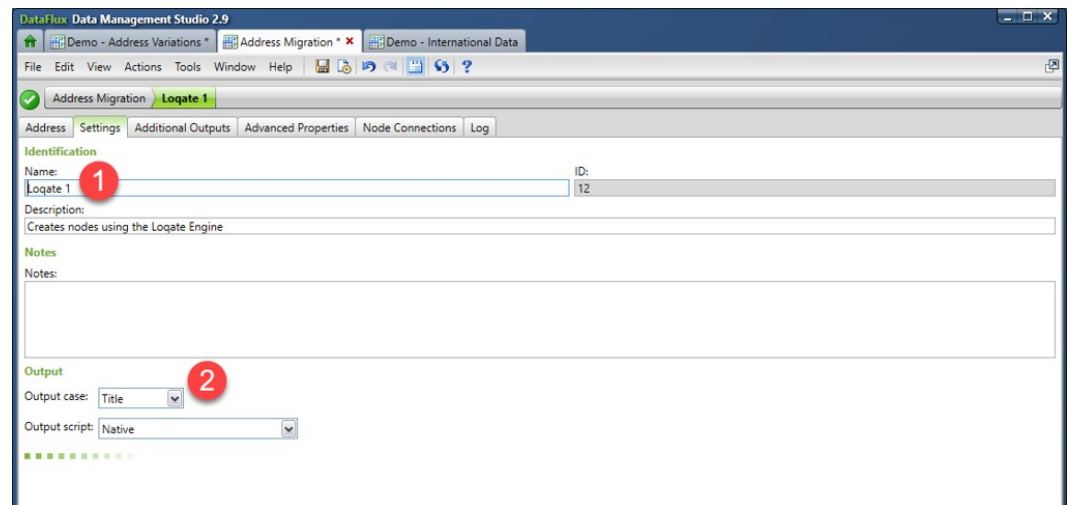 DataFlux Data Management Studio 2.9
Demo - Address Variations * Address Migration * Demo - International Data
File Edit View Actions Tools Window Help ?
Address Migration Loqate 1
Address Settings Additional Outputs Advanced Properties Node Connections Log
Identification
Name: ID:
Loqate 1 1 12
Description:
Creates nodes using the Loqate Engine
Notes
Notes:
Output
2
Output case: Title
Output script: Native